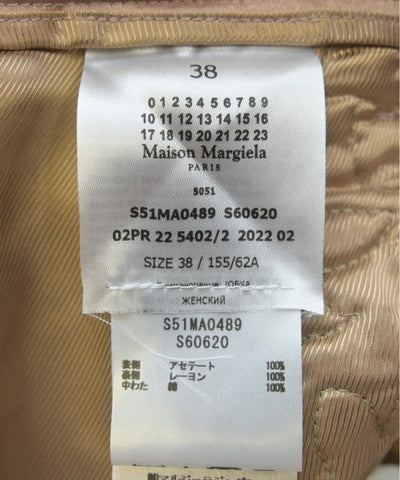 38
0 1 2 3 4 5 6 7 8 9
10 11 12 13 14 15 16
17 18 19 20 21 22 23
Maison Margiela
PARIS
S051
S51MA0489 S60620
02PR 22 5402/2 2022 02
SIZE 38 / 155/62A
ЖЕНСКИЙ
S51MA0489
S60620
裏側 アセテート 100%
裏側 レーヨン 100%
中わた 綿 100%